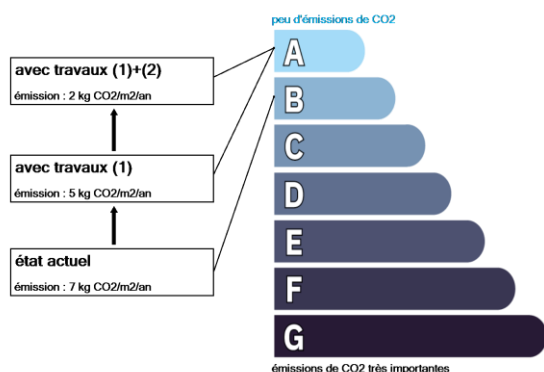 peu d'émissions de CO2
A
avec travaux (1)+(2)
émission : 2 kg CO2/m2/an
B
C
avec travaux (1)
émission : 5 kg CO2/m2/an
D
E
état actuel
émission : 7 kg CO2/m2/an
F
G
émissions de CO2 très importantes